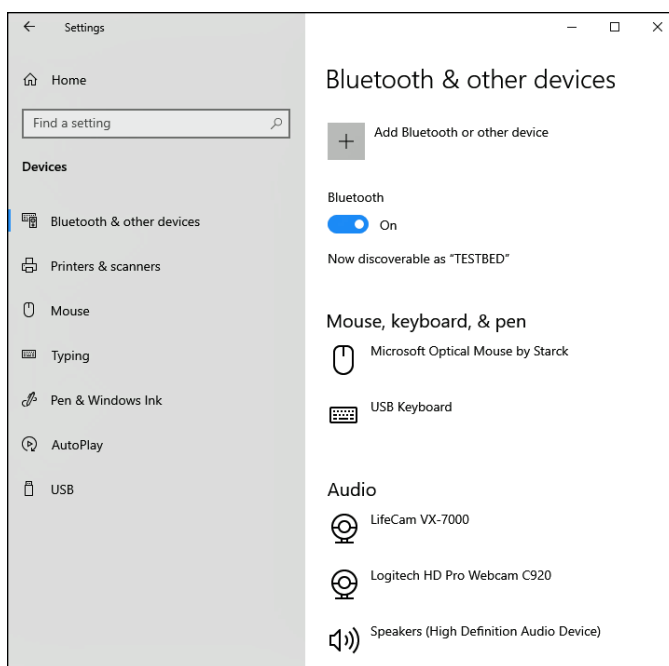 Settings
Home
Find a setting
Devices
Bluetooth & other devices
Printers & scanners
Mouse
Typing
Pen & Windows Ink
AutoPlay
USB
Bluetooth & other devices
Add Bluetooth or other device
Bluetooth
On
Now discoverable as “TESTBED”
Mouse, keyboard, & pen
Microsoft Optical Mouse by Starck
USB Keyboard
Audio
LifeCam VX-7000
Logitech HD Pro Webcam C920
Speakers (High Definition Audio Device)